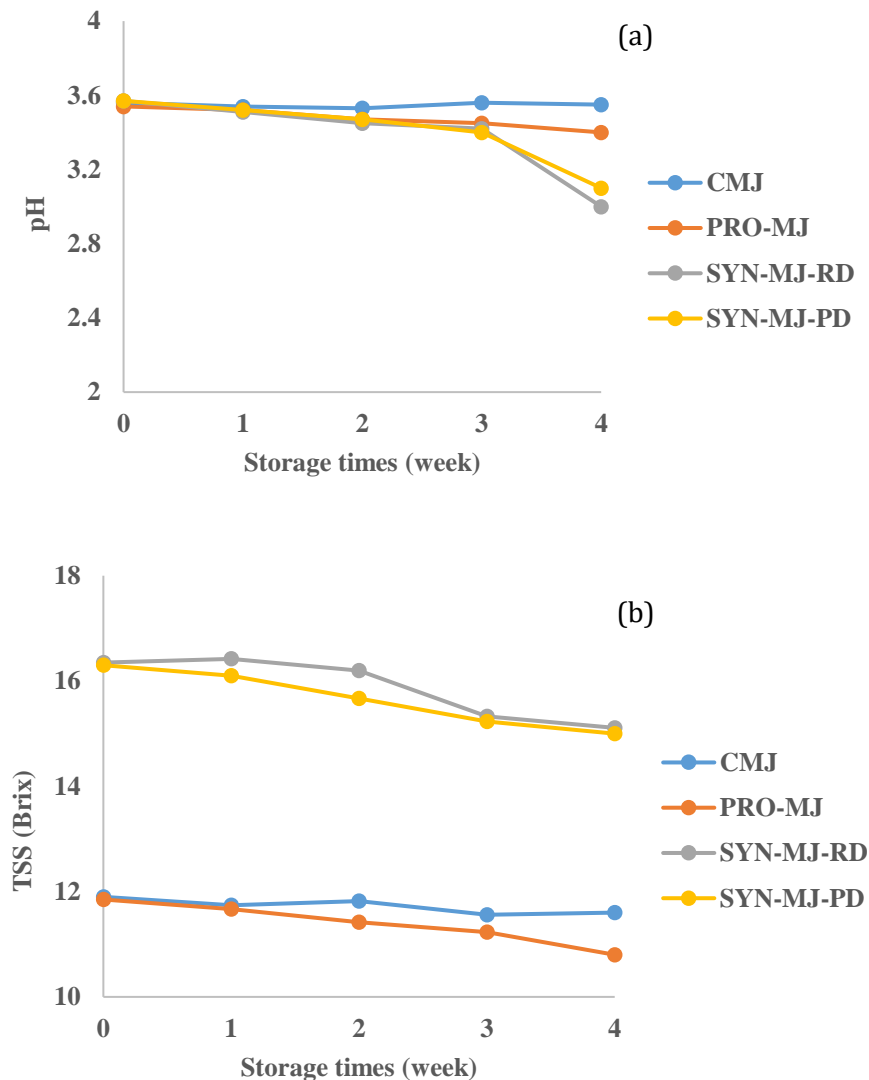 (a)
4
3.6
3.2
2.8
2.4
2
pH
0 1 2 3 4
Storage times (week)
CMJ
PRO-MJ
SYN-MJ-RD
SYN-MJ-PD
(b)
18
16
14
12
10
TSS (Brix)
0 1 2 3 4
Storage times (week)
CMJ
PRO-MJ
SYN-MJ-RD
SYN-MJ-PD